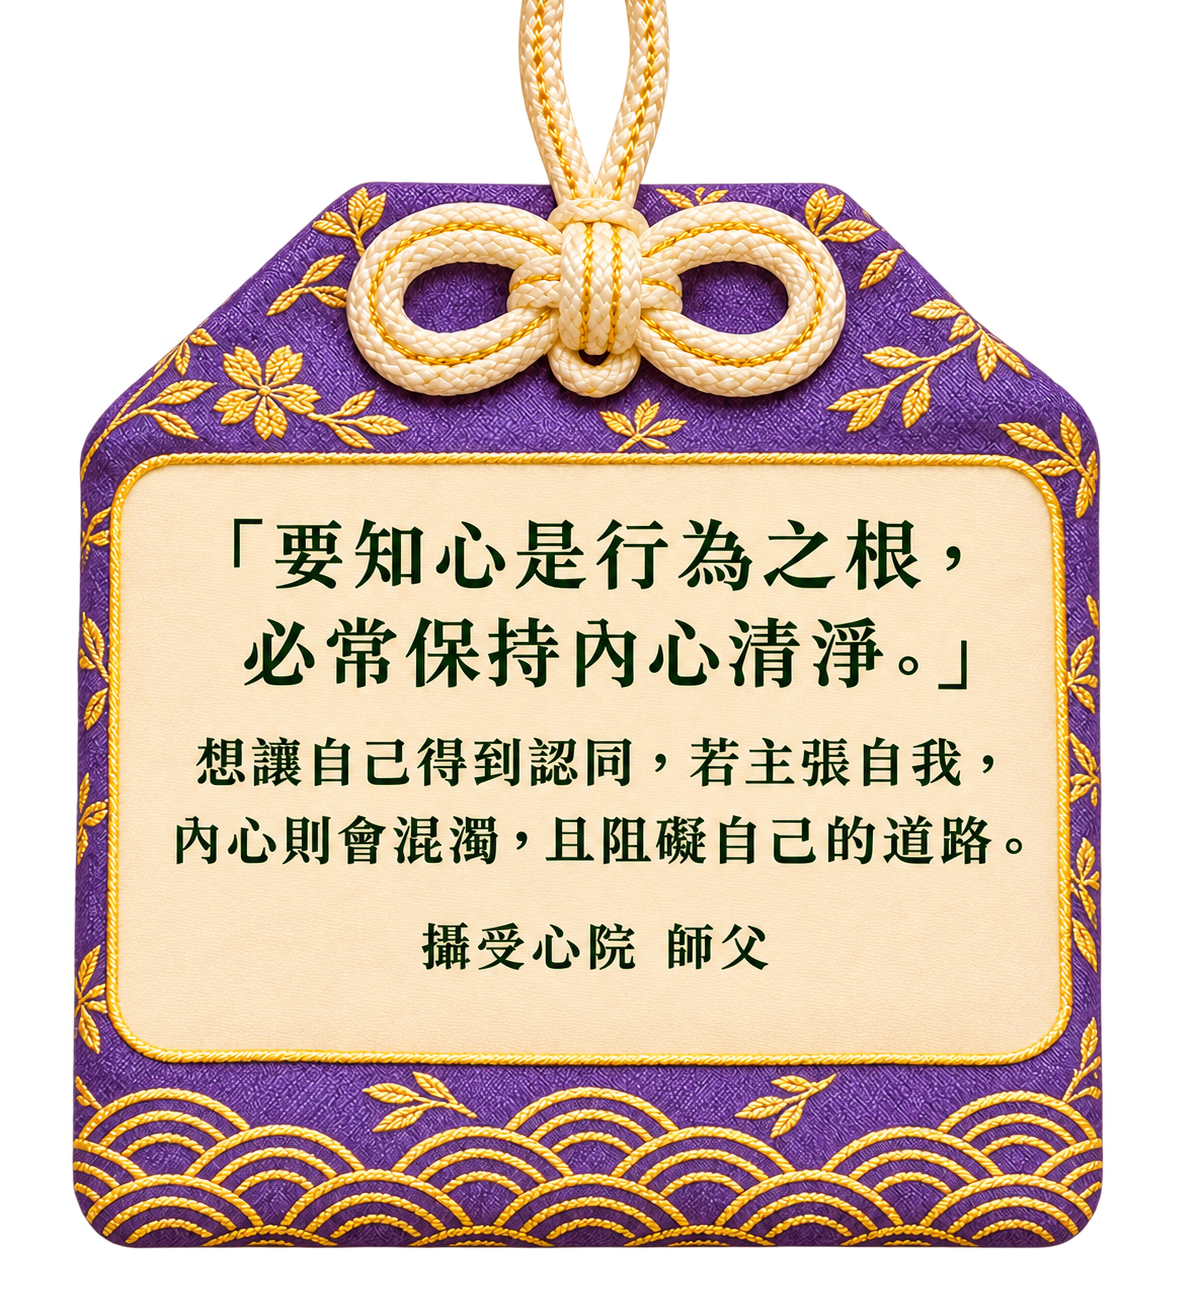 「要知心是行為之根，
必常保持內心清淨。」
想讓自己得到認同，若主張自我，
內心則會混濁，且阻礙自己的道路。
攝受心院 師父